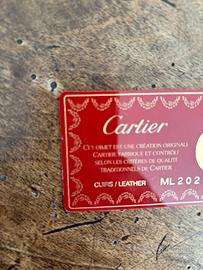 Cartier
CET OBJET EST UNE CRÉATION ORIGINALE
CARTIER, FABRIQUÉ ET CONTRÔLÉ
SELON LES CRITÈRES DE QUALITÉ
TRADITIONNELS DE CARTIER
CUIRS / LEATHER ML 202